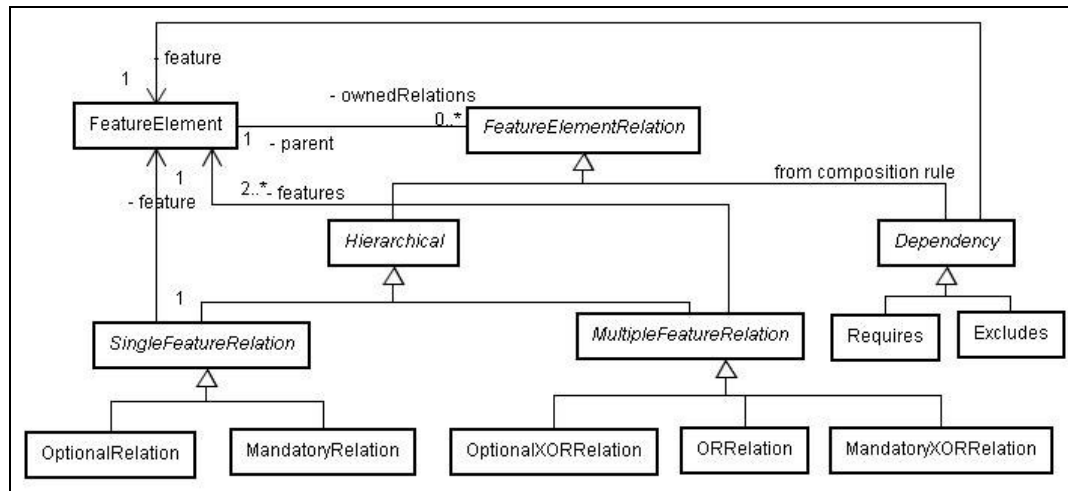 - feature
1
- ownedRelations
FeatureElement
0..*
FeatureElementRelation
1
- parent
from composition rule
1
2..*
- features
- feature
Hierarchical
Dependency
1
SingleFeatureRelation
MultipleFeatureRelation
Requires
Excludes
OptionalRelation
MandatoryRelation
OptionalXORRelation
ORRelation
MandatoryXORRelation